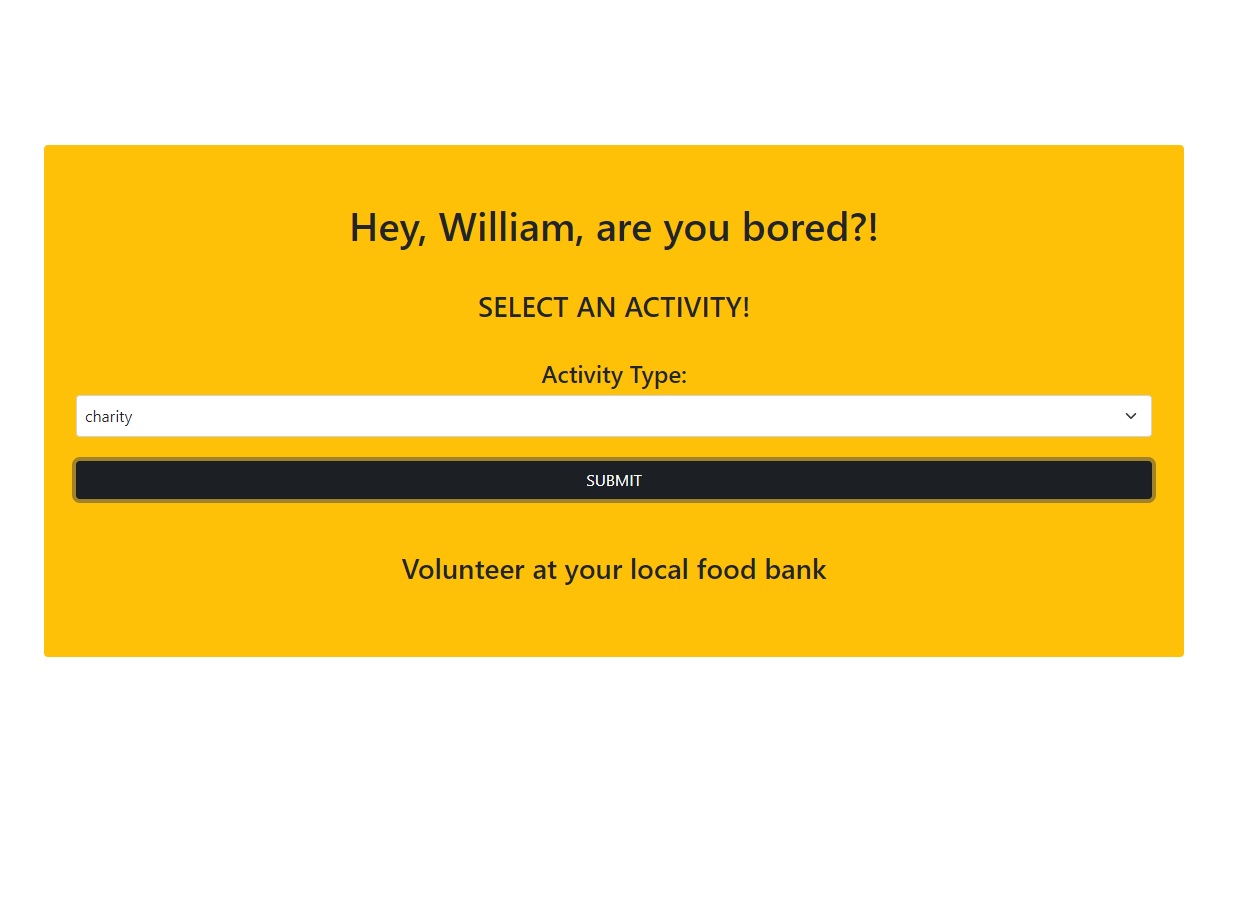 Hey, William, are you bored?!
SELECT AN ACTIVITY!
Activity Type:
charity
SUBMIT
Volunteer at your local food bank